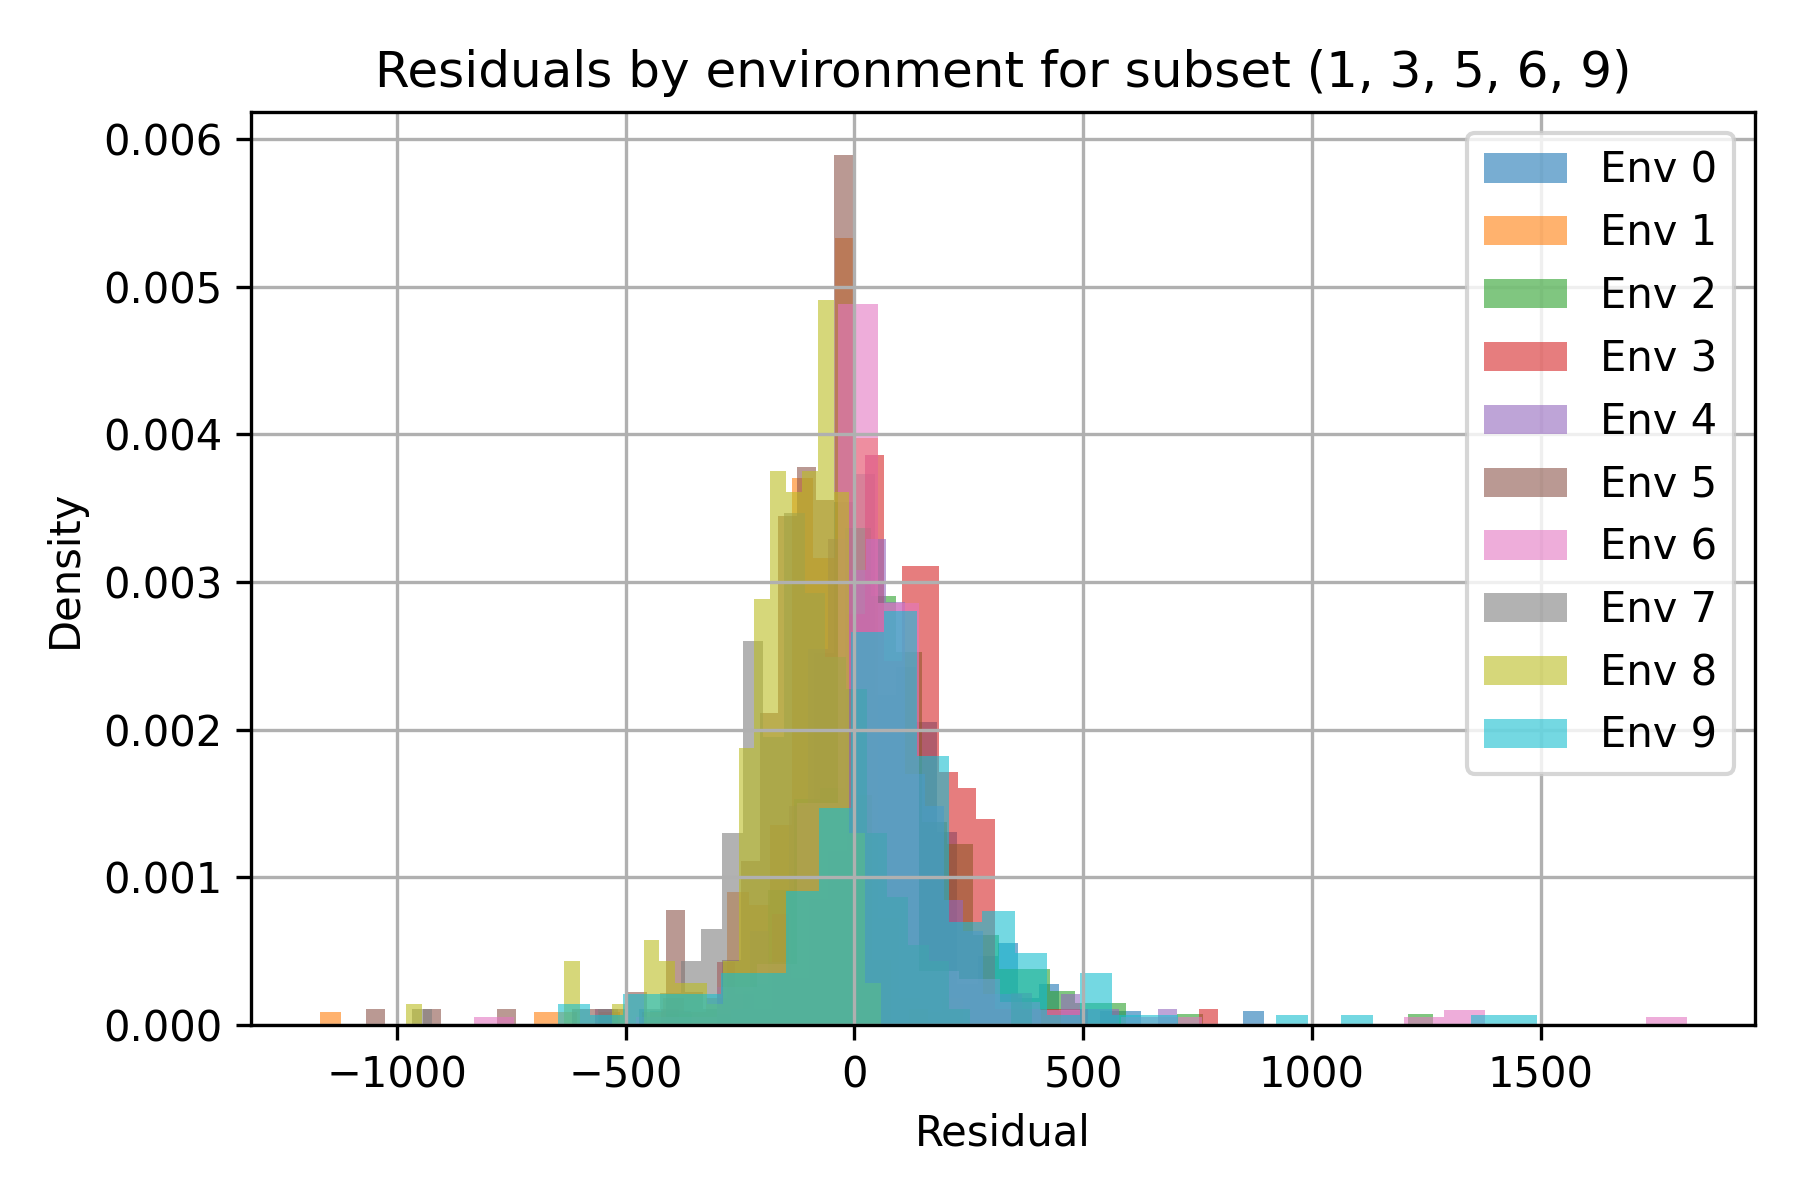 Residuals by environment for subset (1, 3, 5, 6, 9)
0.006
0.005
0.004
0.003
0.002
0.001
0.000
Density
−1000
−500
0
500
1000
1500
Residual
Env 0
Env 1
Env 2
Env 3
Env 4
Env 5
Env 6
Env 7
Env 8
Env 9